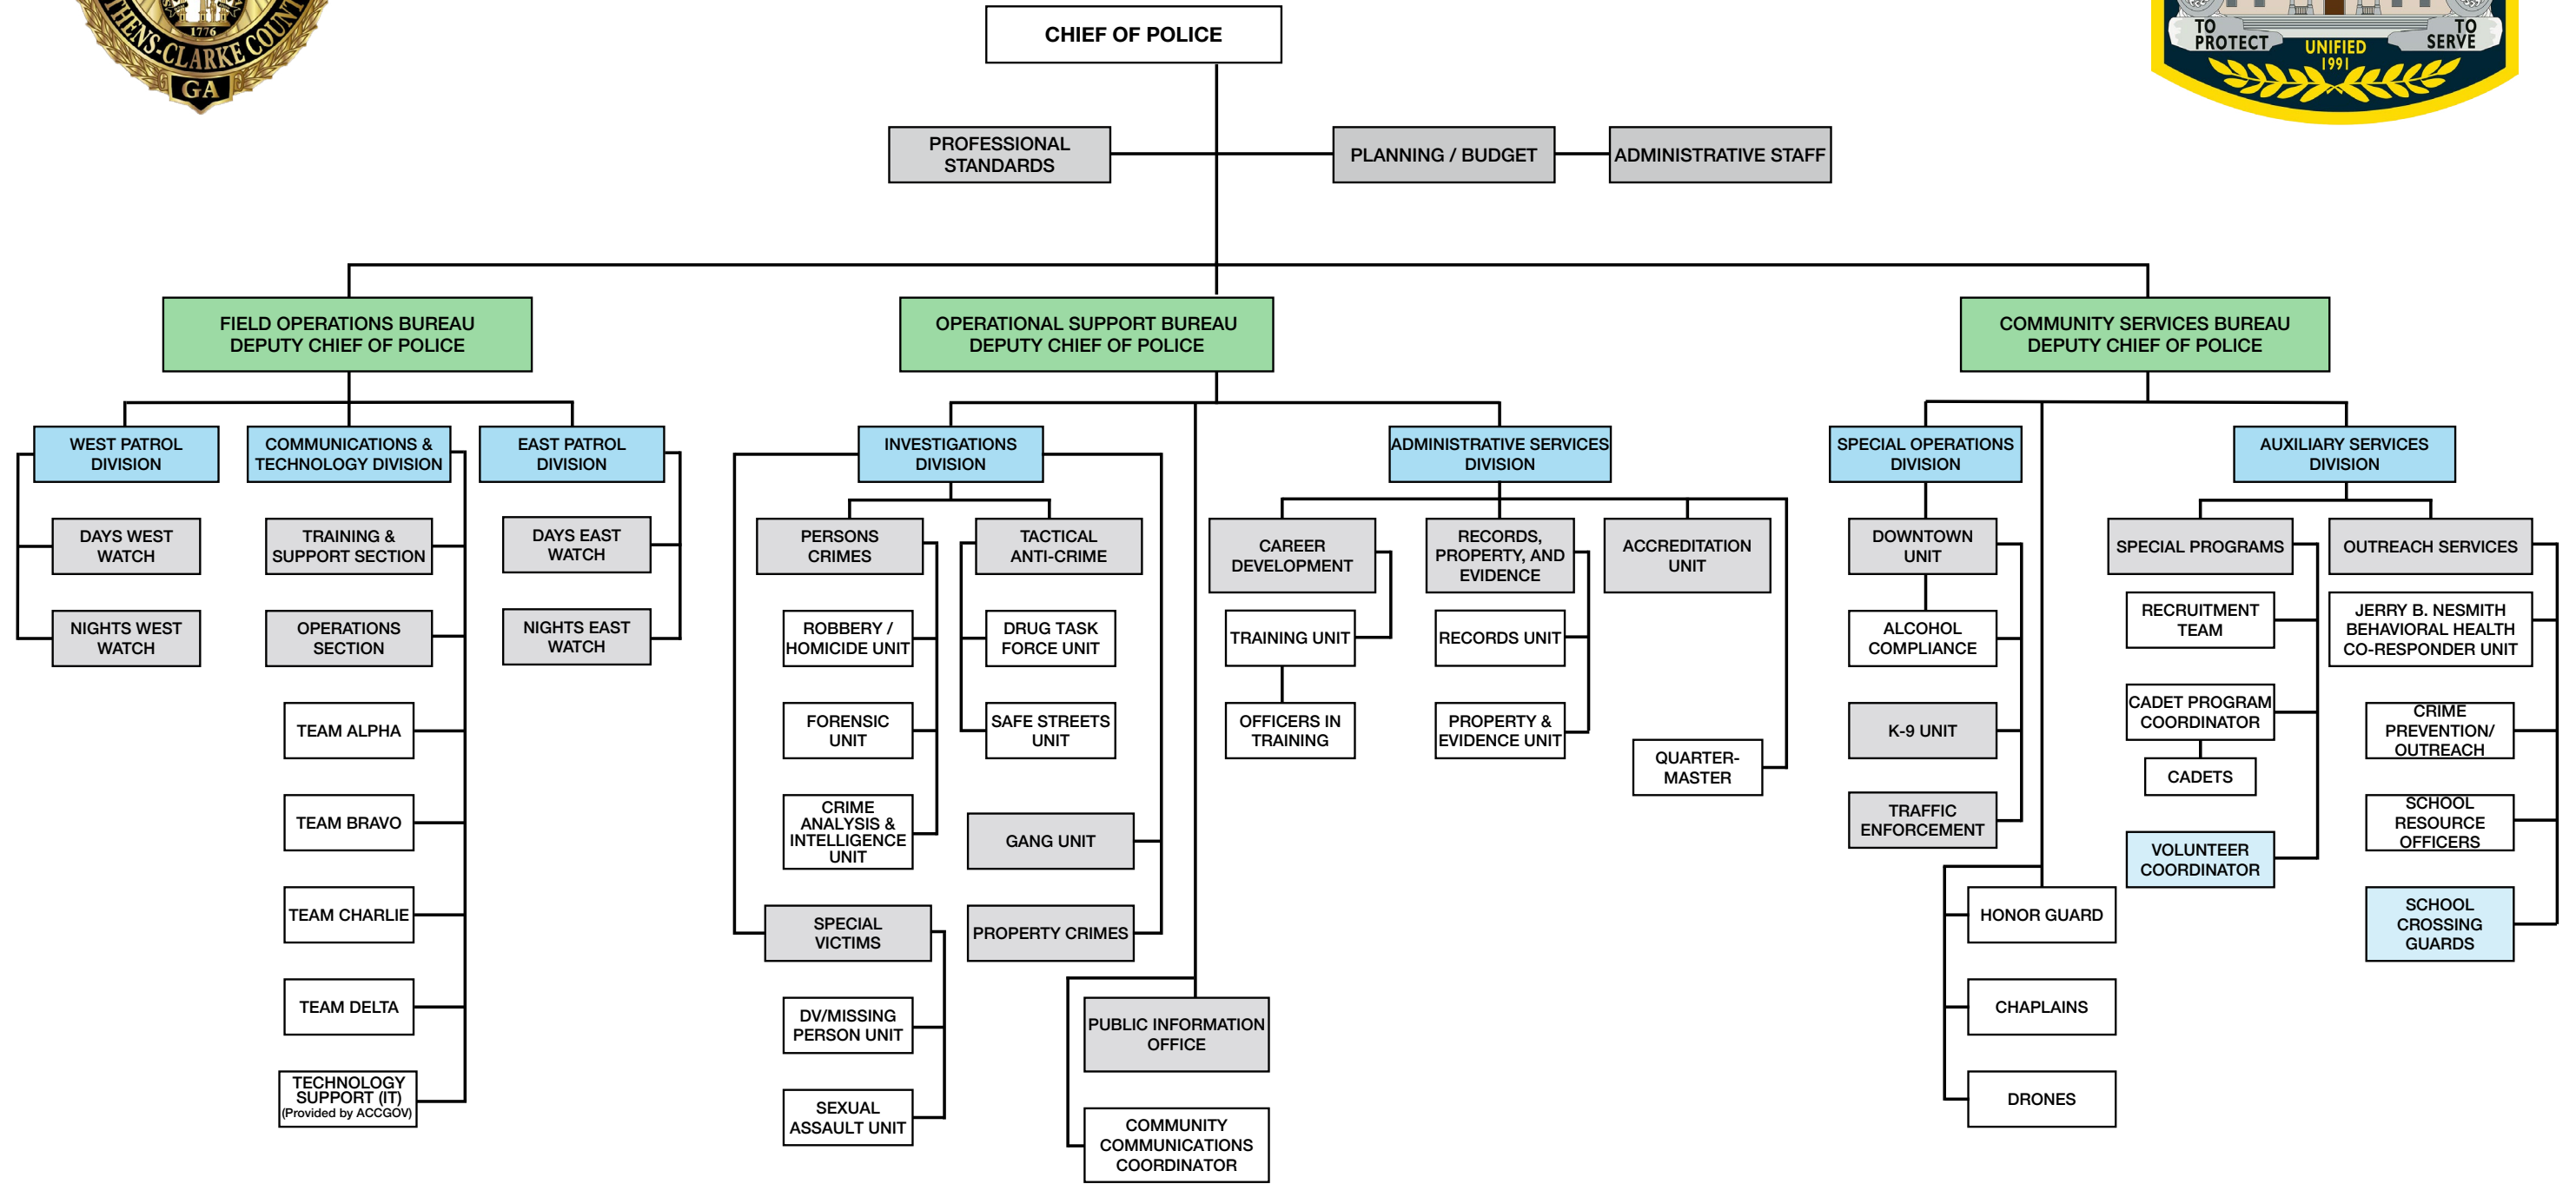 1776
THENS-CLARKE COUN
GA
CHIEF OF POLICE
TO
PROTECT
UNIFIED
1991
TO
SERVE
PROFESSIONAL
STANDARDS
PLANNING / BUDGET
ADMINISTRATIVE STAFF
FIELD OPERATIONS BUREAU
DEPUTY CHIEF OF POLICE
OPERATIONAL SUPPORT BUREAU
DEPUTY CHIEF OF POLICE
COMMUNITY SERVICES BUREAU
DEPUTY CHIEF OF POLICE
WEST PATROL
DIVISION
COMMUNICATIONS &
TECHNOLOGY DIVISION
EAST PATROL
DIVISION
INVESTIGATIONS
DIVISION
ADMINISTRATIVE SERVICES
DIVISION
SPECIAL OPERATIONS
DIVISION
AUXILIARY SERVICES
DIVISION
DAYS WEST
WATCH
NIGHTS WEST
WATCH
TRAINING &
SUPPORT SECTION
OPERATIONS
SECTION
TEAM ALPHA
TEAM BRAVO
TEAM CHARLIE
TEAM DELTA
TECHNOLOGY
SUPPORT (IT)
(Provided by ACCGOV)
DAYS EAST
WATCH
NIGHTS EAST
WATCH
PERSONS
CRIMES
ROBBERY /
HOMICIDE UNIT
FORENSIC
UNIT
CRIME
ANALYSIS &
INTELLIGENCE
UNIT
SPECIAL
VICTIMS
DV/MISSING
PERSON UNIT
SEXUAL
ASSAULT UNIT
TACTICAL
ANTI-CRIME
DRUG TASK
FORCE UNIT
SAFE STREETS
UNIT
GANG UNIT
PROPERTY CRIMES
PUBLIC INFORMATION
OFFICE
COMMUNITY
COMMUNICATIONS
COORDINATOR
CAREER
DEVELOPMENT
TRAINING UNIT
OFFICERS IN
TRAINING
RECORDS,
PROPERTY, AND
EVIDENCE
RECORDS UNIT
PROPERTY &
EVIDENCE UNIT
ACCREDITATION
UNIT
QUARTER-
MASTER
DOWNTOWN
UNIT
ALCOHOL
COMPLIANCE
K-9 UNIT
TRAFFIC
ENFORCEMENT
HONOR GUARD
CHAPLAINS
DRONES
SPECIAL PROGRAMS
RECRUITMENT
TEAM
CADET PROGRAM
COORDINATOR
CADETS
VOLUNTEER
COORDINATOR
OUTREACH SERVICES
JERRY B. NESMITH
BEHAVIORAL HEALTH
CO-RESPONDER UNIT
CRIME
PREVENTION/
OUTREACH
SCHOOL
RESOURCE
OFFICERS
SCHOOL
CROSSING
GUARDS